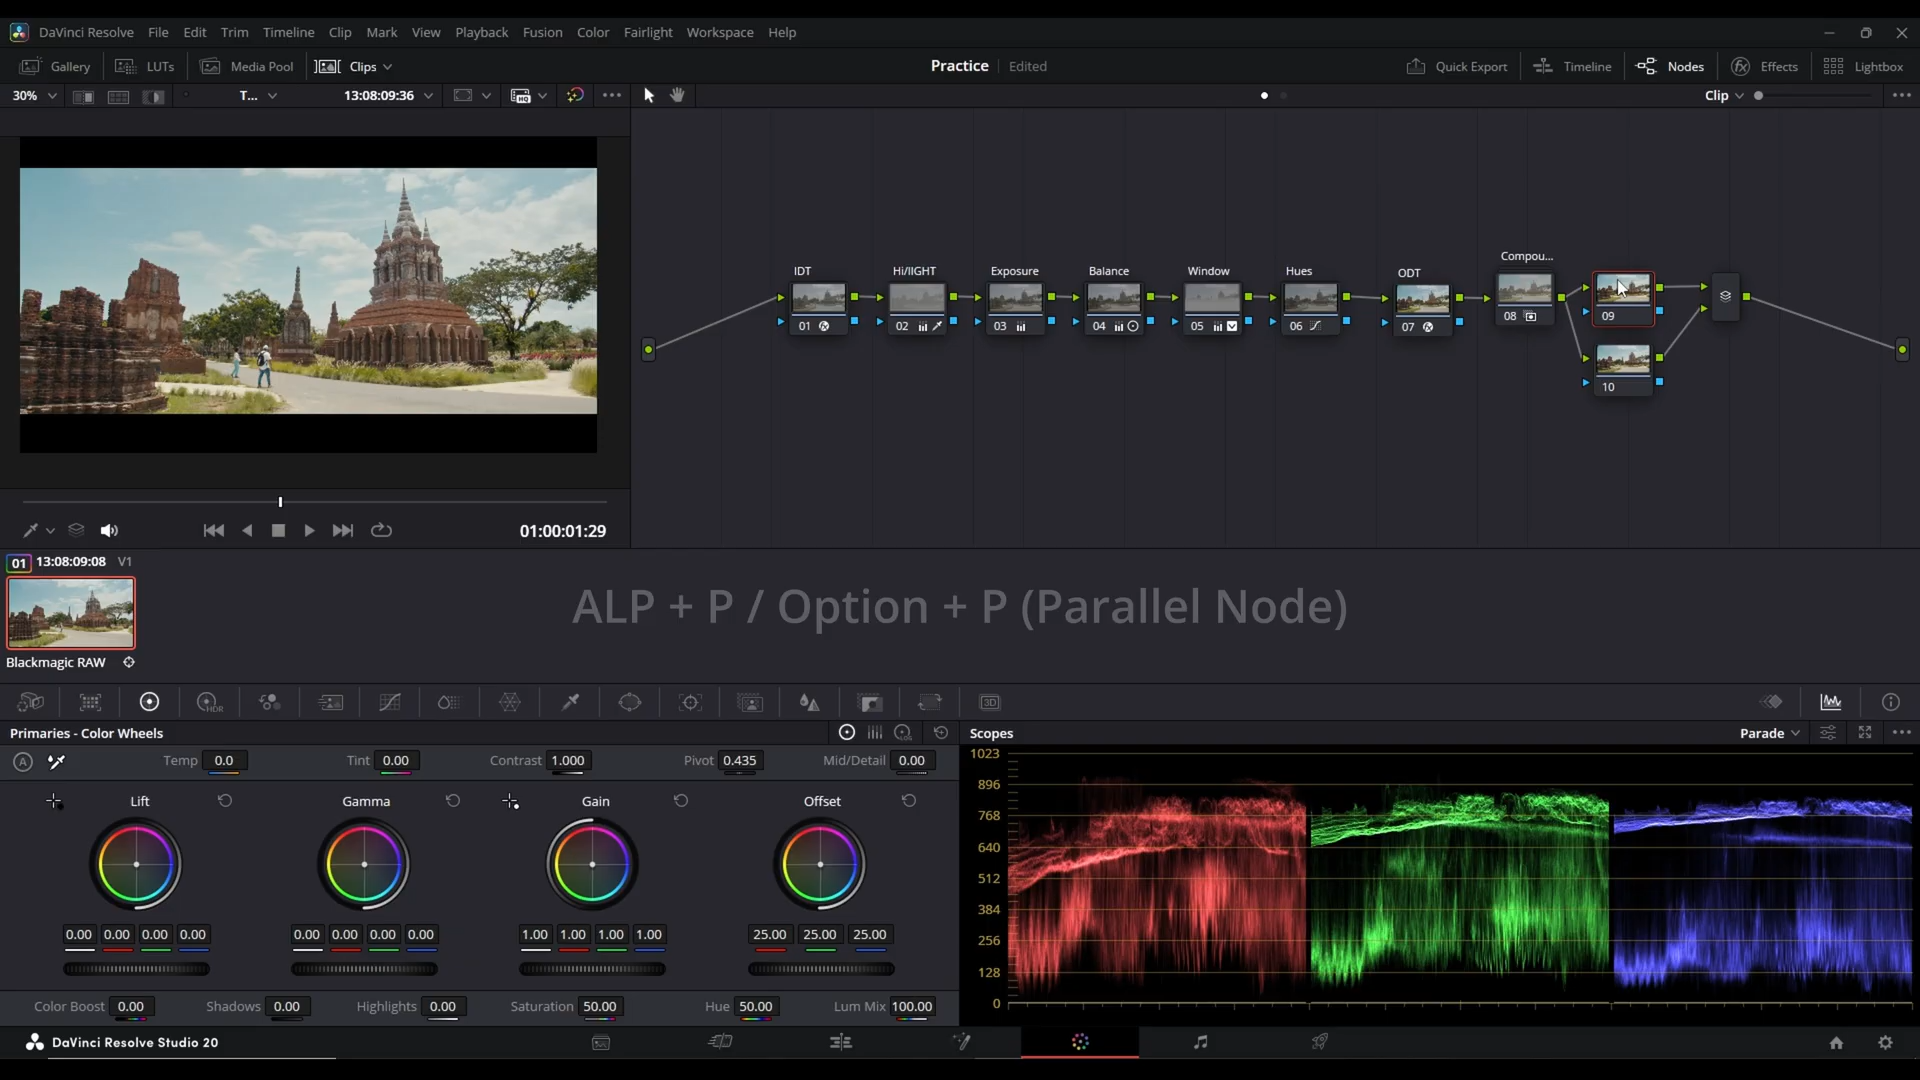 DaVinci Resolve File Edit Trim Timeline Clip Mark View Playback Fusion Color Fairlight Workspace Help
Gallery LUTs Media Pool Clips Practice Edited Quick Export Timeline Nodes Effects Lightbox
30% T... 13:08:09:36 HQ Clip
Compou...
IDT Hi/lIGHT Exposure Balance Window Hues ODT
01 02 03 04 05 06 07 08 09
10
01:00:01:29
01 13:08:09:08 V1
ALP + P / Option + P (Parallel Node)
Blackmagic RAW
HDR 3D
Primaries - Color Wheels LOG Scopes Parade
A Temp 0.0 Tint 0.00 Contrast 1.000 Pivot 0.435 Mid/Detail 0.00
Lift Gamma Gain Offset
0.00 0.00 0.00 0.00 0.00 0.00 0.00 0.00 1.00 1.00 1.00 1.00 25.00 25.00 25.00
Color Boost 0.00 Shadows 0.00 Highlights 0.00 Saturation 50.00 Hue 50.00 Lum Mix 100.00
1023
896
768
640
512
384
256
128
0
DaVinci Resolve Studio 20